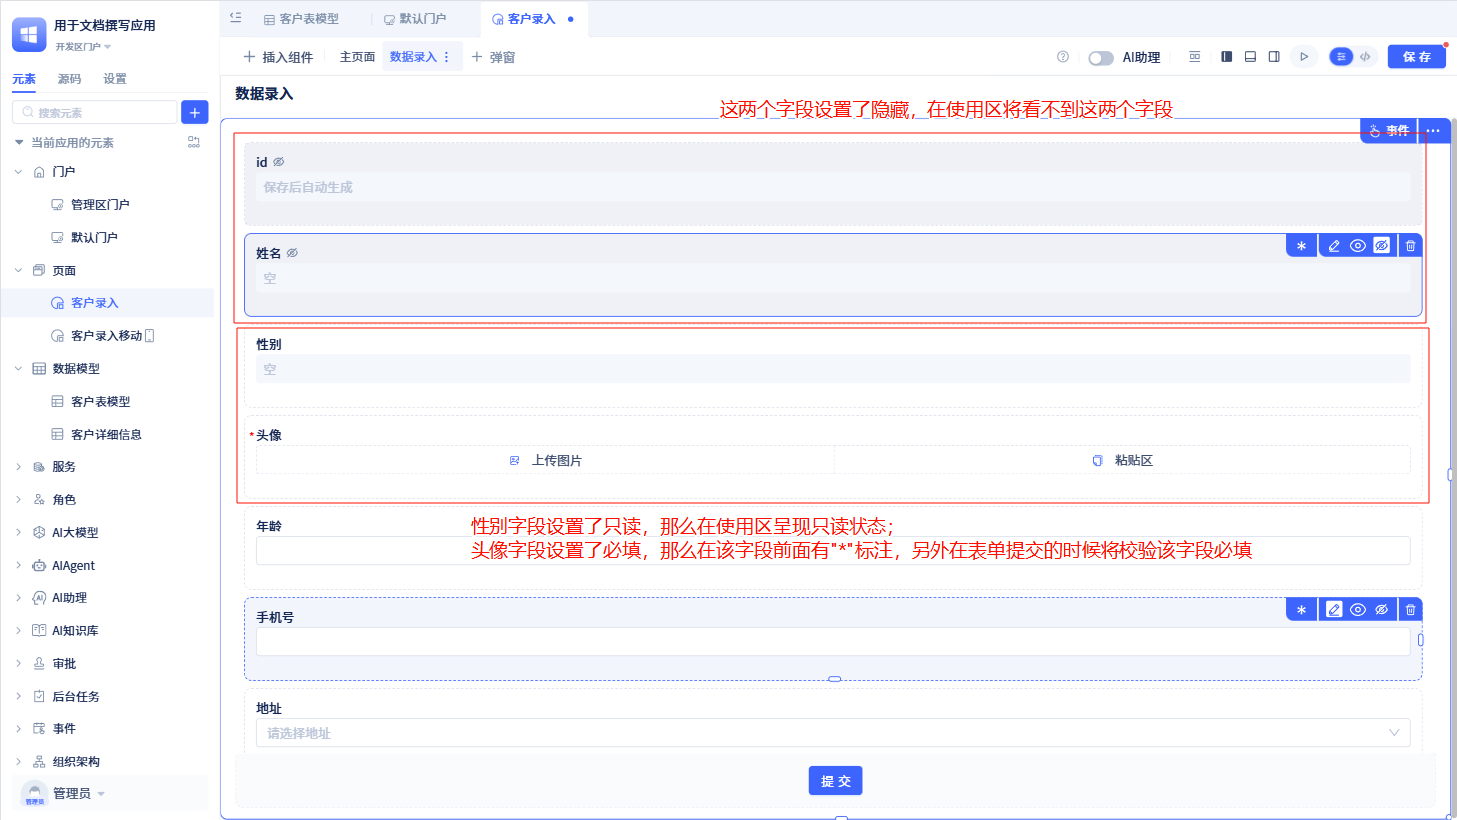 用于文档撰写应用
开发区门户
元素 源码 设置
搜索元素
当前应用的元素
门户
管理区门户
默认门户
页面
客户录入
客户录入移动
数据模型
客户表模型
客户详细信息
服务
角色
AI大模型
AIAgent
AI助理
AI知识库
审批
后台任务
事件
组织架构
管理员
管理员
客户表模型 默认门户 客户录入
插入组件 主页面 数据录入 弹窗 AI助理 保存
数据录入
这两个字段设置了隐藏，在使用区将看不到这两个字段
事件
id
保存后自动生成
姓名
空
性别
空
*头像
上传图片 粘贴区
年龄
性别字段设置了只读，那么在使用区呈现只读状态；
头像字段设置了必填，那么在该字段前面有"*"标注，另外在表单提交的时候将校验该字段必填
手机号
地址
请选择地址
提交